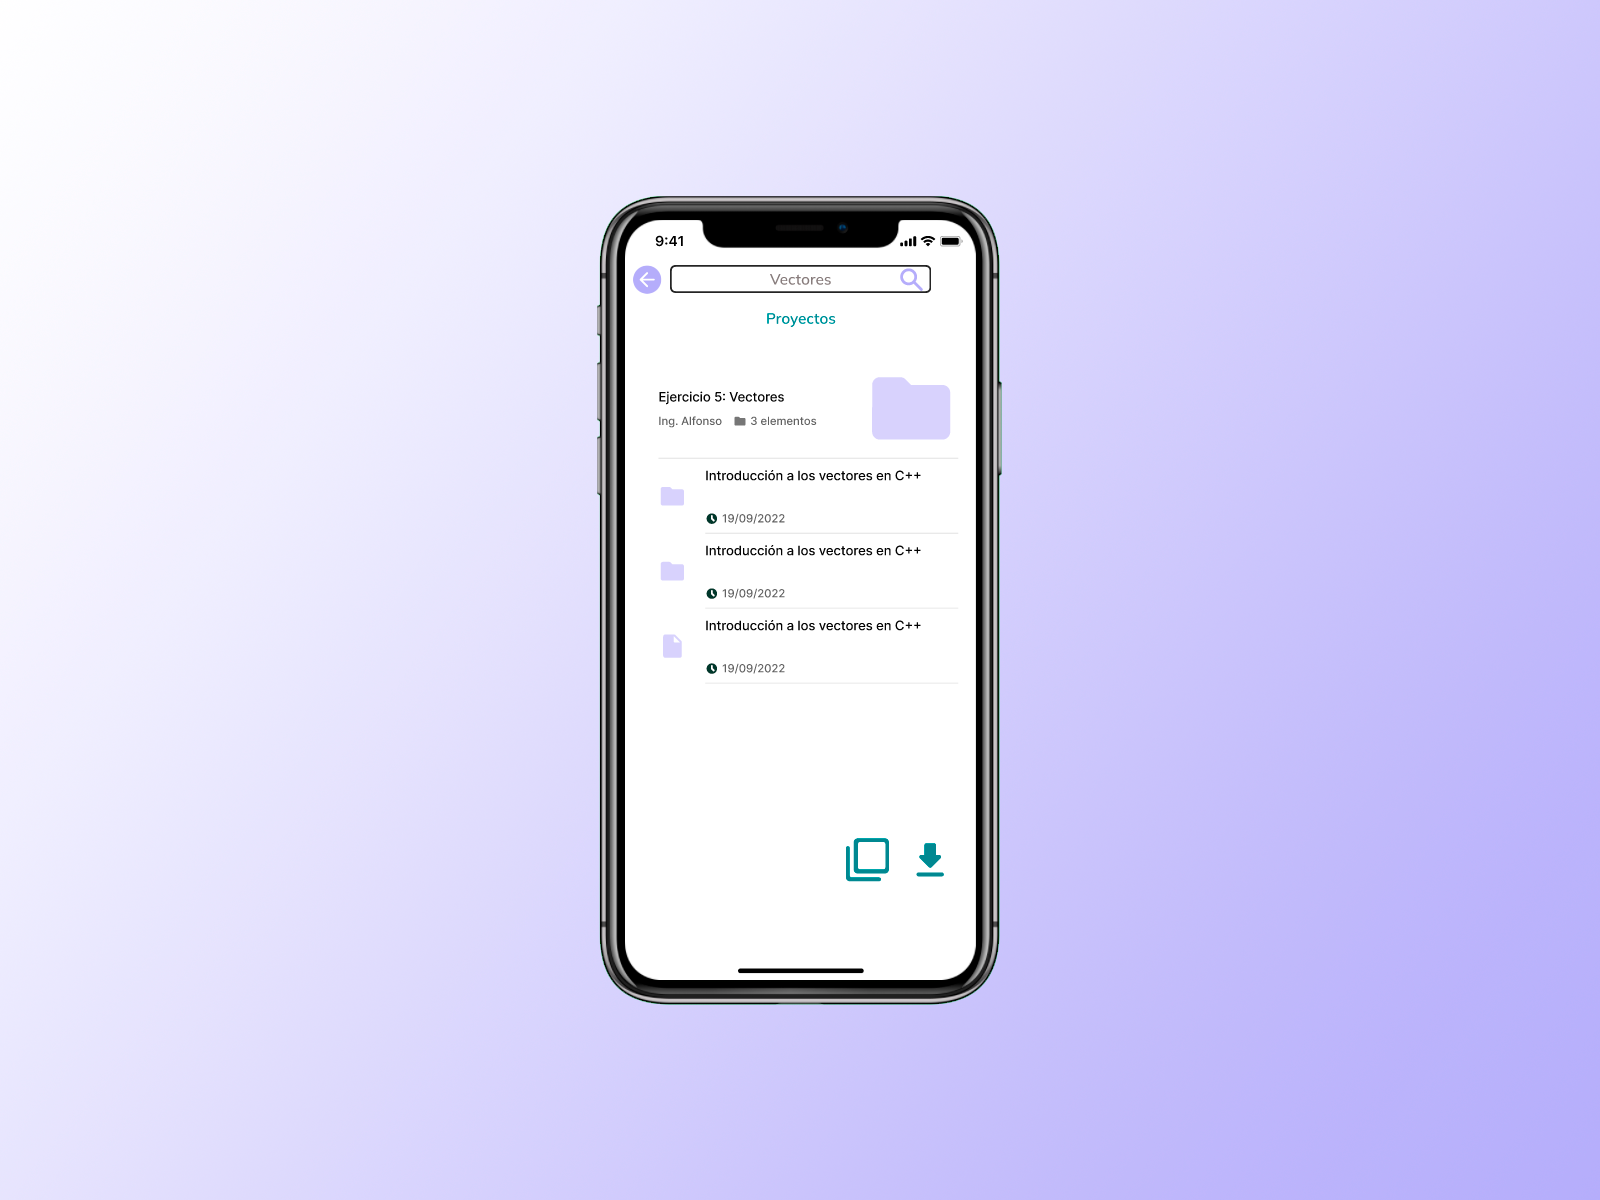 9:41
Vectores
Proyectos
Ejercicio 5: Vectores
Ing. Alfonso 3 elementos
Introducción a los vectores en C++
19/09/2022
Introducción a los vectores en C++
19/09/2022
Introducción a los vectores en C++
19/09/2022